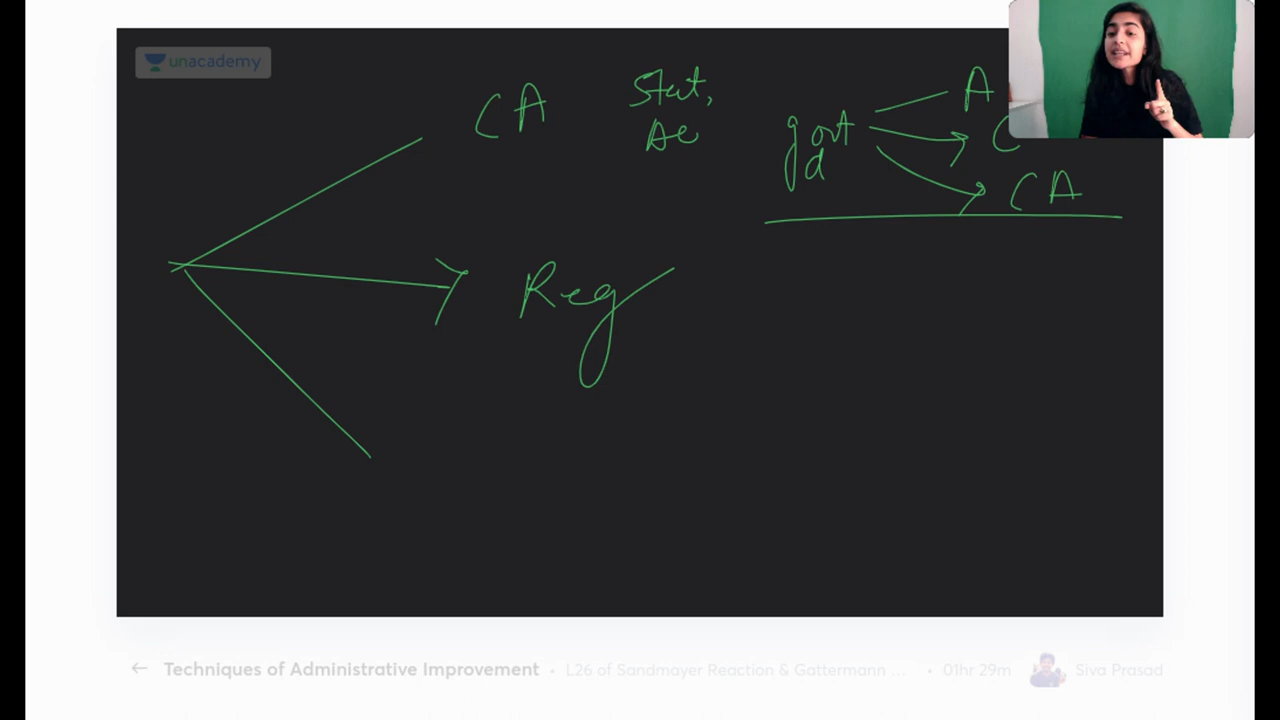 unacademy
CA
Stat,
Ae
govt
d
A
C
CA
Reg
← Techniques of Administrative Improvement • L26 of Sandmayer Reaction & Gattermann ... • 01hr 29m Siva Prasad